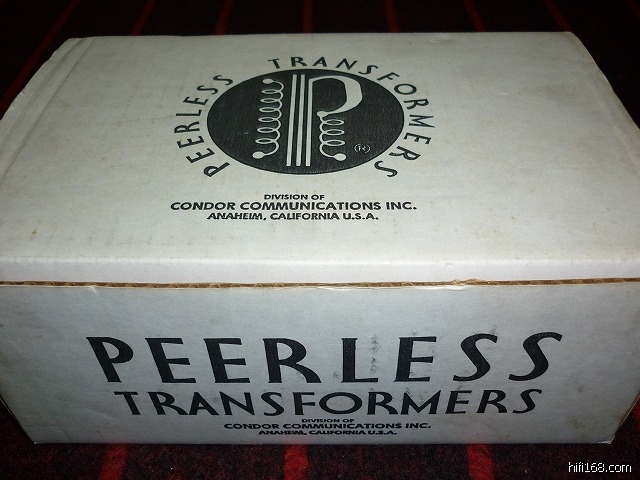 PEERLESS TRANSFORMERS
P
(R)
DIVISION OF
CONDOR COMMUNICATIONS INC.
ANAHEIM, CALIFORNIA U.S.A.
PEERLESS
TRANSFORMERS
DIVISION OF
CONDOR COMMUNICATIONS INC.
ANAHEIM, CALIFORNIA U.S.A.
hifi168.com